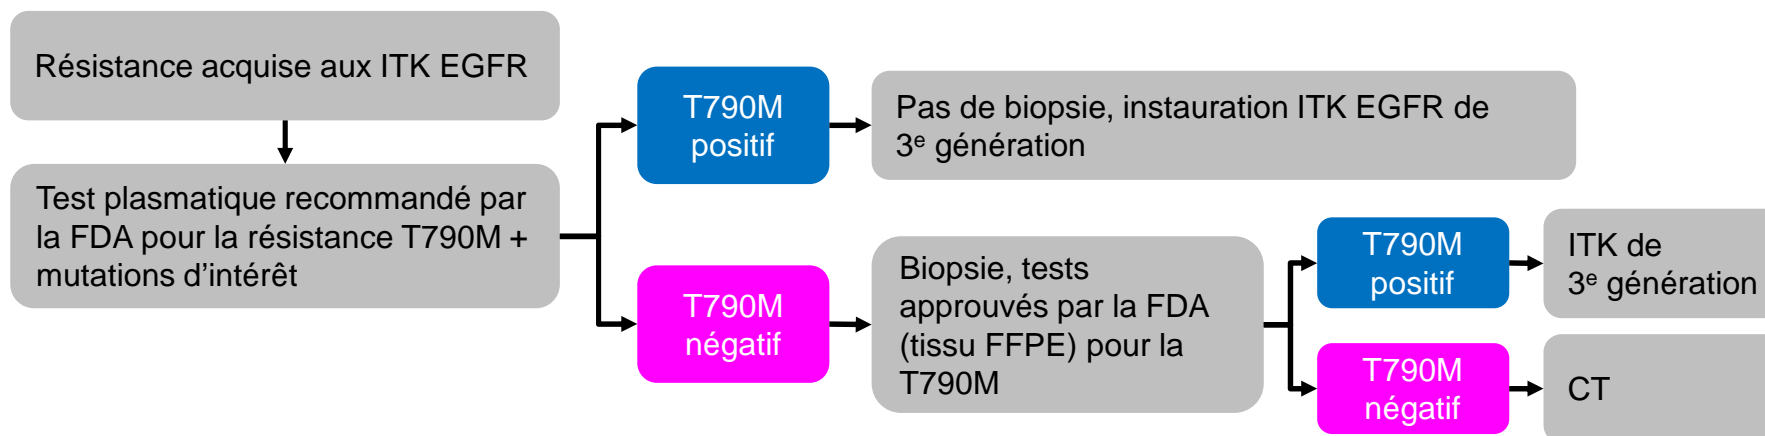 Résistance acquise aux ITK EGFR
Test plasmatique recommandé par
la FDA pour la résistance T790M +
mutations d’intérêt
T790M
positif
Pas de biopsie, instauration ITK EGFR de
3e génération
T790M
négatif
Biopsie, tests
approuvés par la FDA
(tissu FFPE) pour la
T790M
T790M
positif
ITK de
3e génération
T790M
négatif
CT